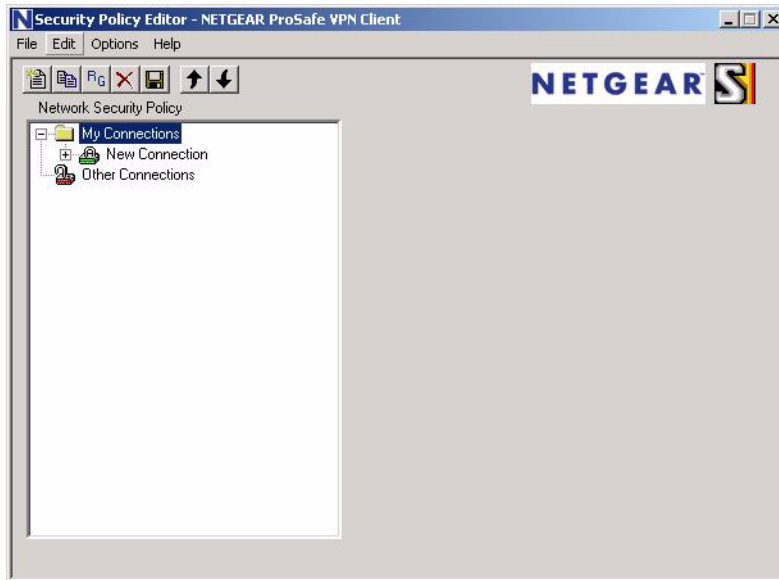 Security Policy Editor - NETGEAR ProSafe VPN Client
File Edit Options Help
RG
NETGEAR S
Network Security Policy
My Connections
New Connection
Other Connections